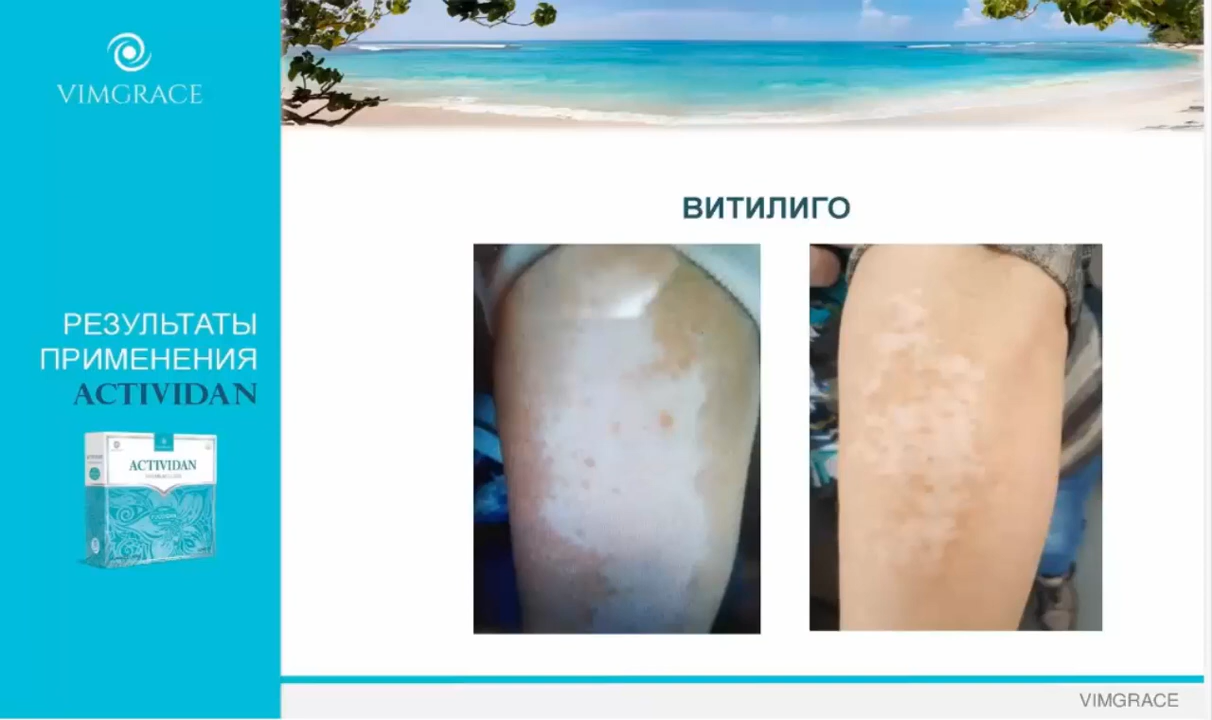 VIMGRACE
ВИТИЛИГО
РЕЗУЛЬТАТЫ
ПРИМЕНЕНИЯ
ACTIVIDAN
ACTIVIDAN
VIMGRACE